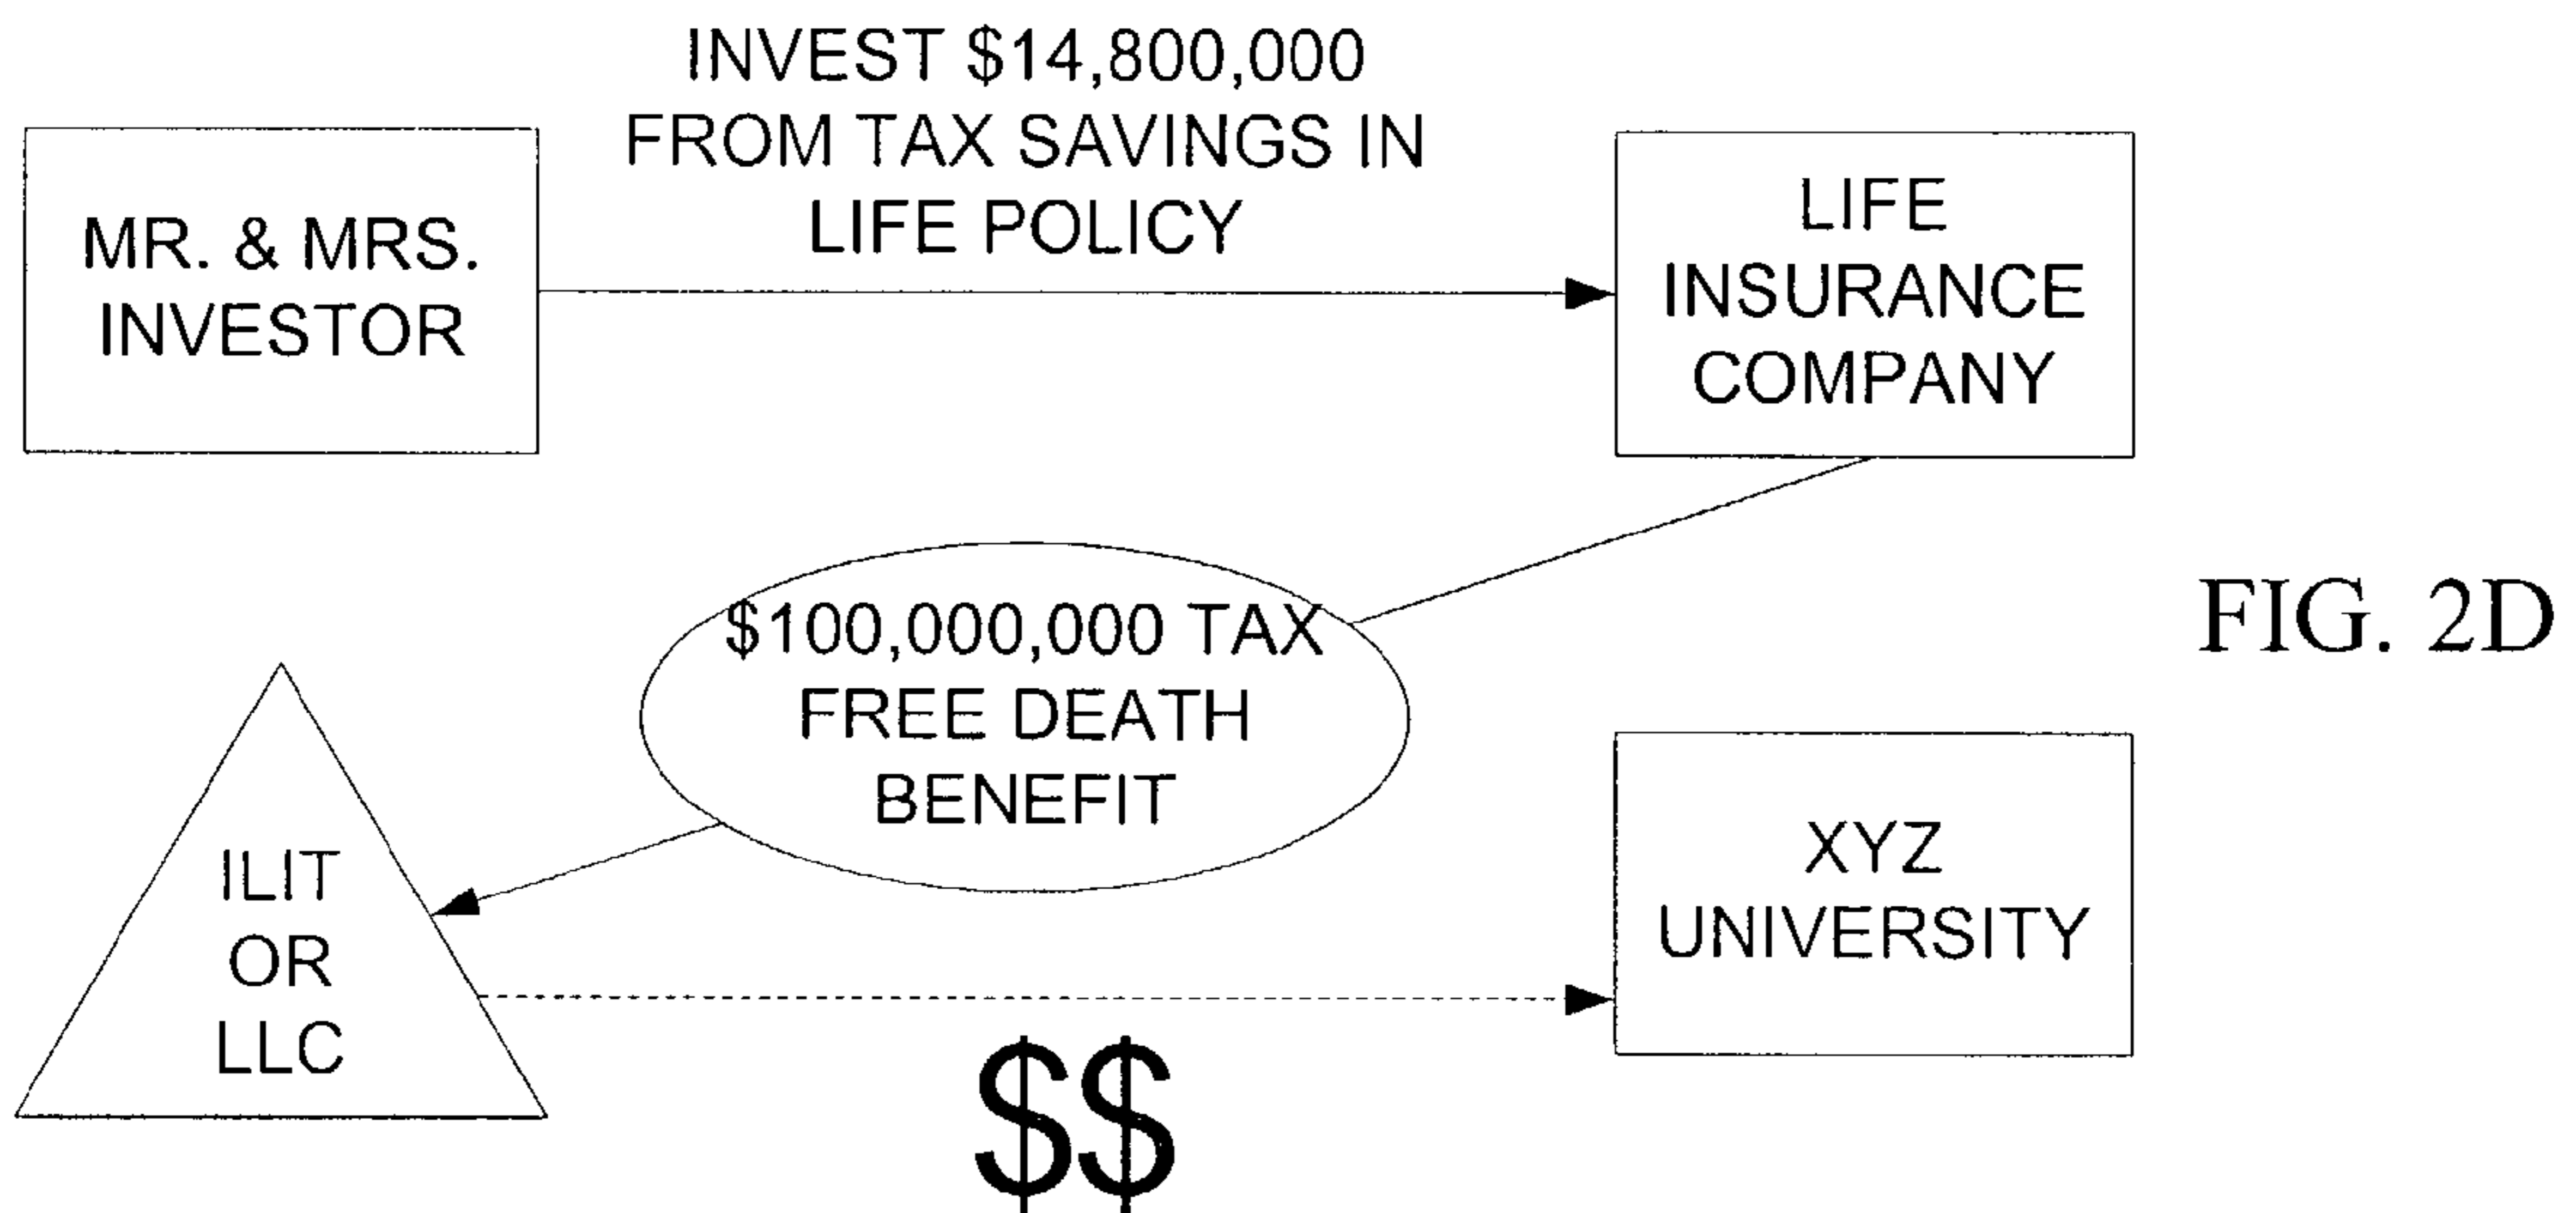 INVEST $14,800,000
FROM TAX SAVINGS IN
LIFE POLICY
MR. & MRS.
INVESTOR
LIFE
INSURANCE
COMPANY
$100,000,000 TAX
FREE DEATH
BENEFIT
FIG. 2D
ILIT
OR
LLC
XYZ
UNIVERSITY
$$